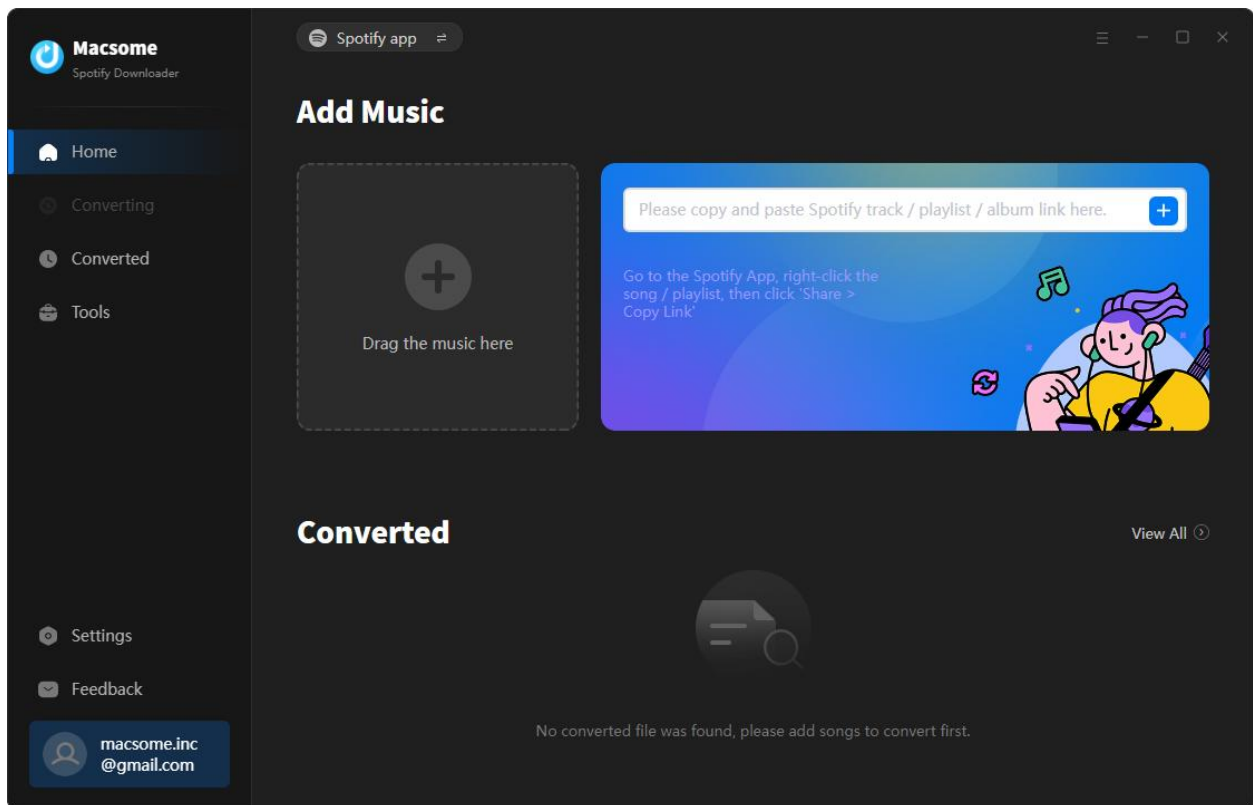 Macsome
Spotify Downloader
Home
Converting
Converted
Tools
Settings
Feedback
macsome.inc
@gmail.com
Spotify app
Add Music
Drag the music here
Please copy and paste Spotify track / playlist / album link here.
Go to the Spotify App, right-click the
song / playlist, then click 'Share >
Copy Link'
Converted
View All
No converted file was found, please add songs to convert first.